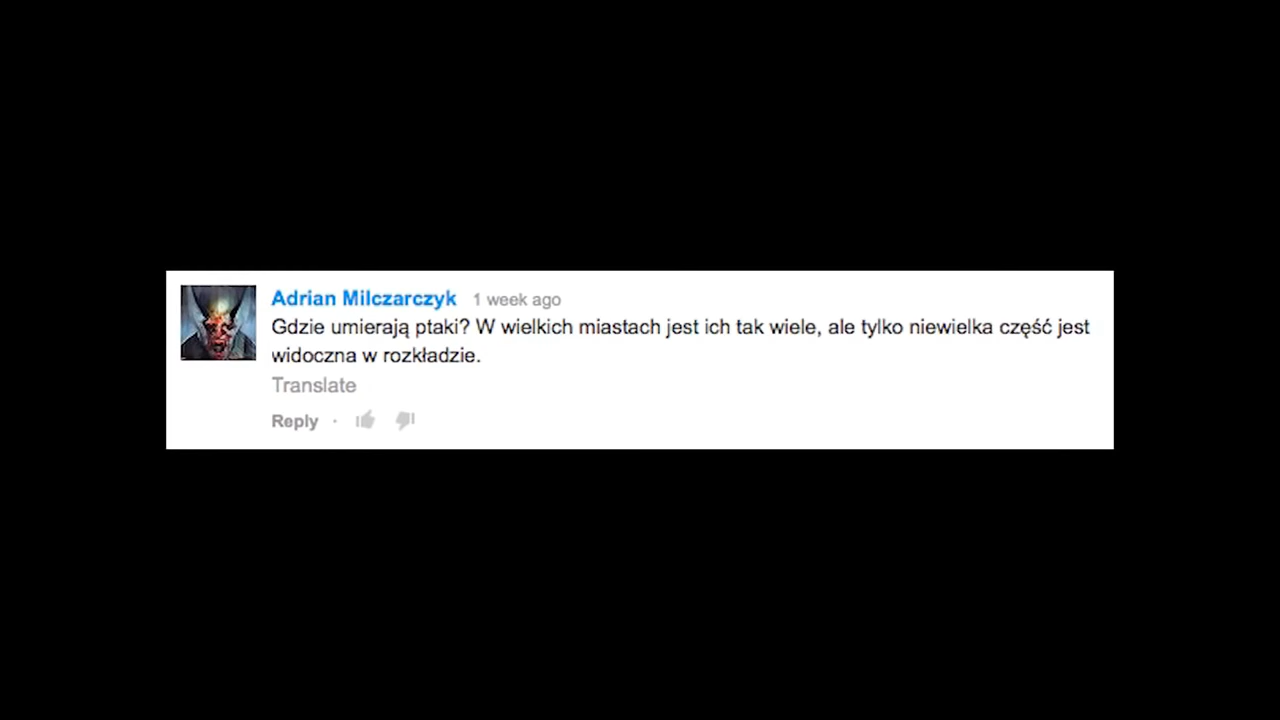 Adrian Milczarczyk 1 week ago
Gdzie umierają ptaki? W wielkich miastach jest ich tak wiele, ale tylko niewielka część jest
widoczna w rozkładzie.
Translate
Reply ·